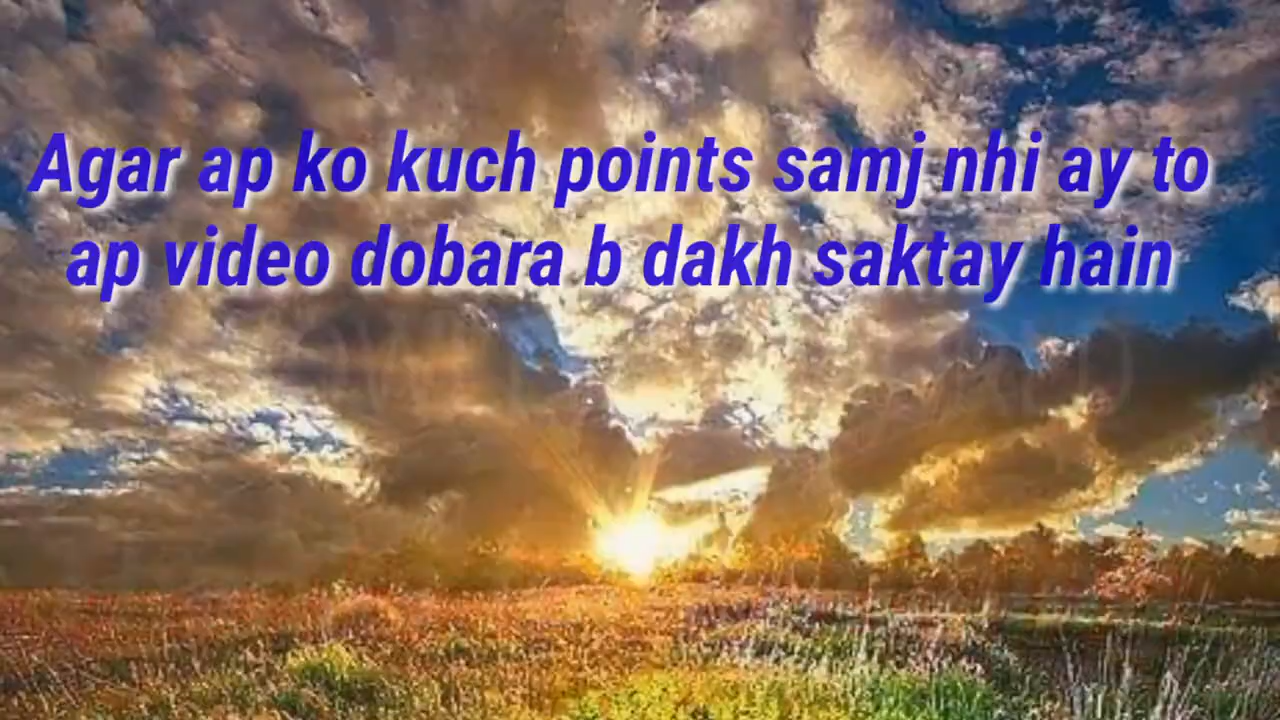 Agar ap ko kuch points samj nhi ay to
ap video dobara b dakh saktay hain